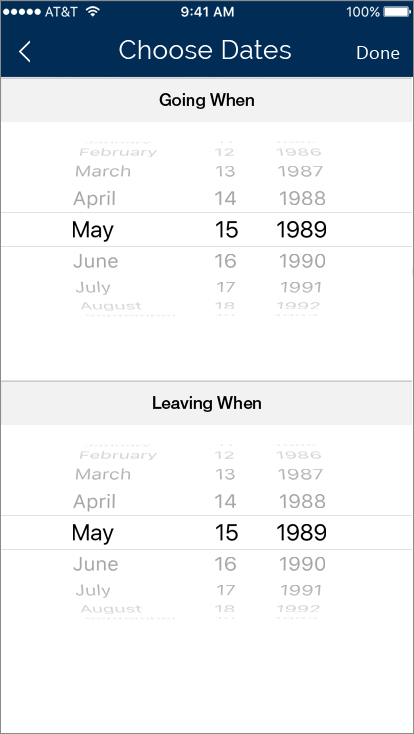 AT&T 9:41 AM 100%
Choose Dates Done
Going When
February 12 1986
March 13 1987
April 14 1988
May 15 1989
June 16 1990
July 17 1991
August 18 1992
Leaving When
February 12 1986
March 13 1987
April 14 1988
May 15 1989
June 16 1990
July 17 1991
August 18 1992